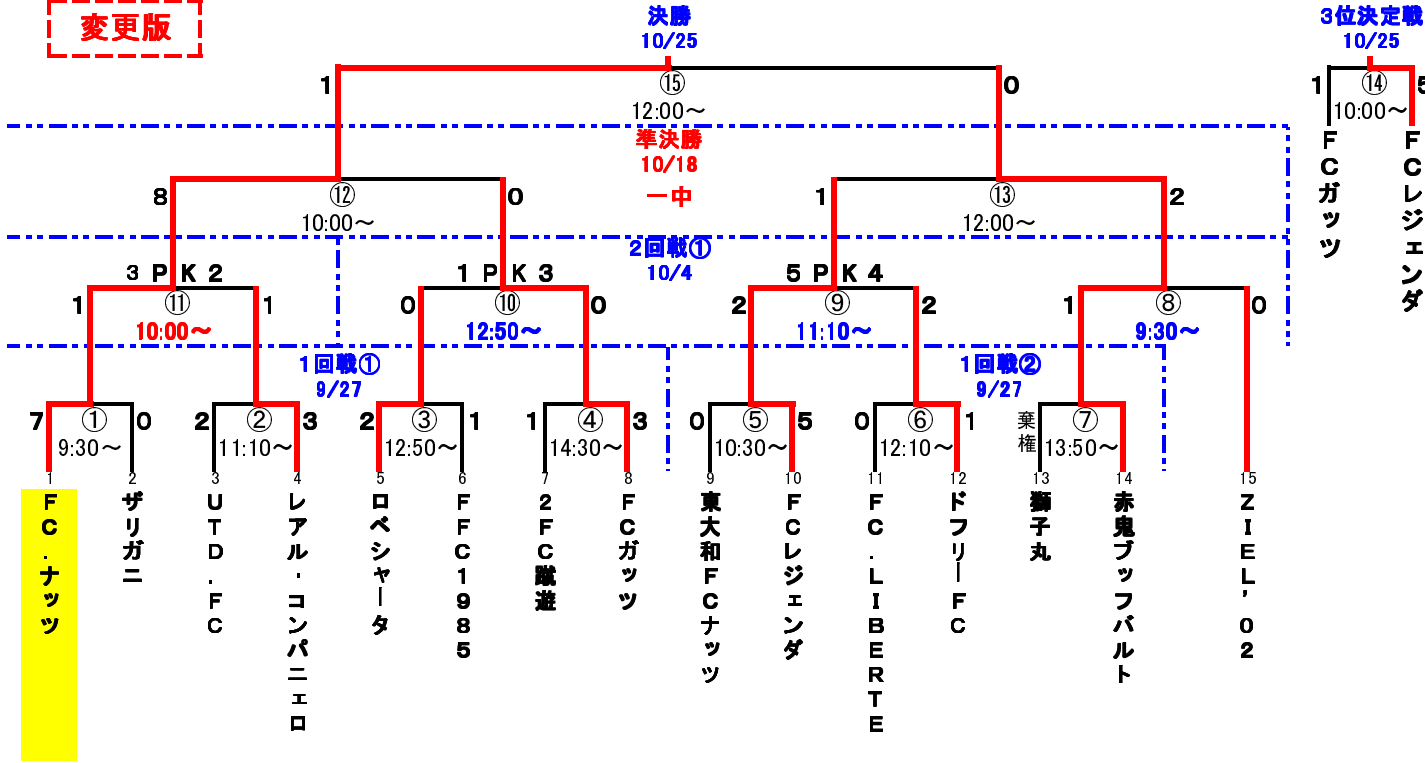 変更版
決勝
10/25
3位決定戦
10/25
1
⑮
0
12:00～
1
⑭
5
10:00～
FCガッツ
FCレジェンダ
準決勝
10/18
一中
8
⑫
0
10:00～
1
⑬
2
12:00～
2回戦①
10/4
3 PK 2
1 PK 3
5 PK 4
1
⑪
1
10:00～
0
⑩
0
12:50～
2
⑨
2
11:10～
1
⑧
0
9:30～
1回戦①
9/27
1回戦②
9/27
7
①
0
9:30～
2
②
3
11:10～
2
③
1
12:50～
1
④
3
14:30～
0
⑤
5
10:30～
0
⑥
1
12:10～
棄権
⑦
13:50～
1
2
3
4
5
6
7
8
9
10
11
12
13
14
15
FC.ナッツ
ザリガニ
UTD.FC
レアル・コンパニェロ
ロペシャータ
FFC1985
2FC蹴遊
FCガッツ
東大和FCナッツ
FCレジェンダ
FC.LIBERTE
ドフリーFC
獅子丸
赤鬼ブッフバルト
ZIEL'02